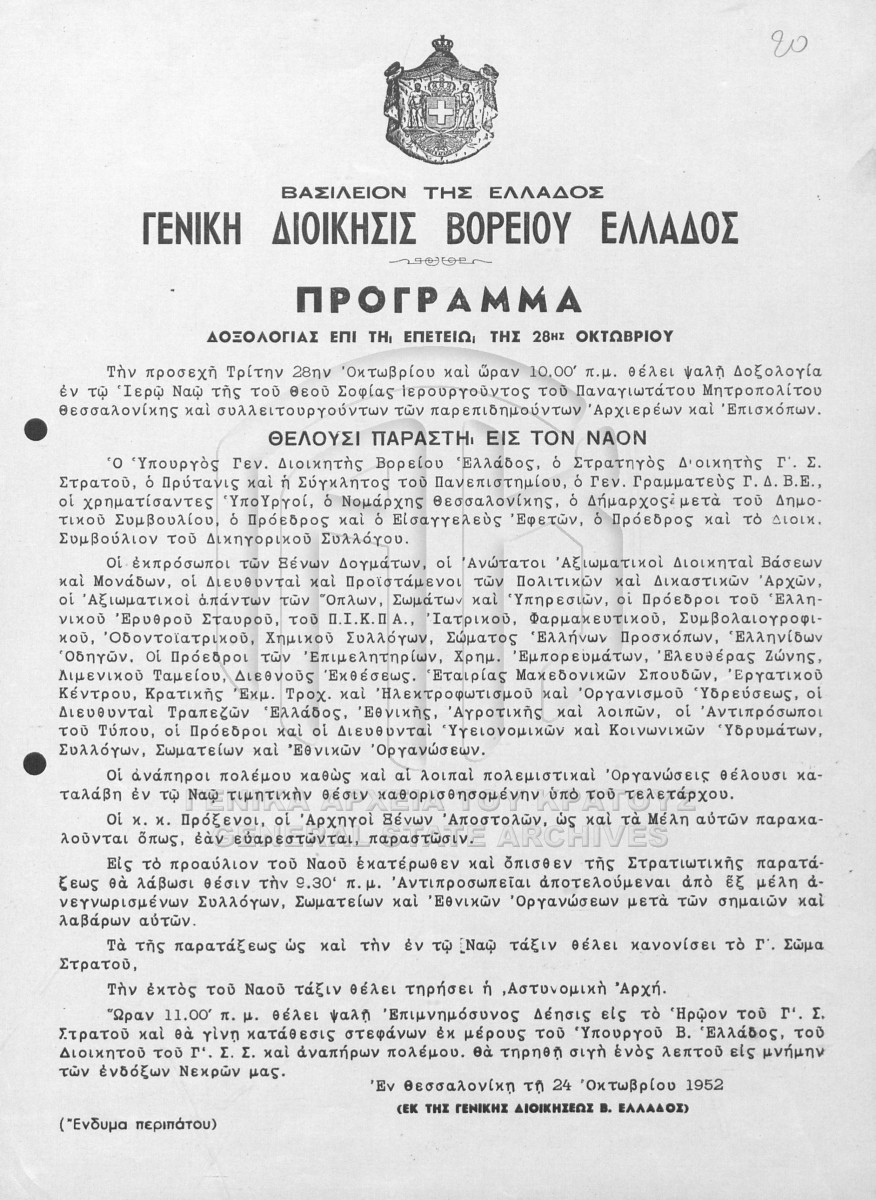 20
ΒΑΣΙΛΕΙΟΝ ΤΗΣ ΕΛΛΑΔΟΣ
ΓΕΝΙΚΗ ΔΙΟΙΚΗΣΙΣ ΒΟΡΕΙΟΥ ΕΛΛΑΔΟΣ
ΠΡΟΓΡΑΜΜΑ
ΔΟΞΟΛΟΓΙΑΣ ΕΠΙ ΤΗι ΕΠΕΤΕΙΩι ΤΗΣ 28ΗΣ ΟΚΤΩΒΡΙΟΥ
Τὴν προσεχῆ Τρίτην 28ην Ὀκτωβρίου καὶ ὥραν 10.00' π.μ. θέλει ψαλῆ Δοξολογία
ἐν τῷ Ἱερῷ Ναῷ τῆς τοῦ Θεοῦ Σοφίας ἱερουργοῦντος τοῦ Παναγιωτάτου Μητροπολίτου
Θεσσαλονίκης καὶ συλλειτουργούντων τῶν παρεπιδημούντων Ἀρχιερέων καὶ Ἐπισκόπων.
ΘΕΛΟΥΣΙ ΠΑΡΑΣΤΗι ΕΙΣ ΤΟΝ ΝΑΟΝ
Ὁ Ὑπουργὸς Γεν. Διοικητὴς Βορείου Ἑλλάδος, ὁ Στρατηγὸς Διοικητὴς Γ΄. Σ.
Στρατοῦ, ὁ Πρύτανις καὶ ἡ Σύγκλητος τοῦ Πανεπιστημίου, ὁ Γεν. Γραμματεὺς Γ.Δ.Β.Ε.,
οἱ χρηματίσαντες ὙποΥργοί, ὁ Νομάρχης Θεσσαλονίκης, ὁ Δήμαρχος μετὰ τοῦ Δημο-
τικοῦ Συμβουλίου, ὁ Πρόεδρος καὶ ὁ Εἰσαγγελεὺς Ἐφετῶν, ὁ Πρόεδρος καὶ τὸ Διοικ.
Συμβούλιον τοῦ Δικηγορικοῦ Συλλόγου.
Οἱ ἐκπρόσωποι τῶν Ξένων Δογμάτων, οἱ Ἀνώτατοι Ἀξιωματικοὶ Διοικηταὶ Βάσεων
καὶ Μονάδων, οἱ Διευθυνταὶ καὶ Προϊστάμενοι τῶν Πολιτικῶν καὶ Δικαστικῶν Ἀρχῶν,
οἱ Ἀξιωματικοὶ ἁπάντων τῶν Ὅπλων, Σωμάτων καὶ Ὑπηρεσιῶν, οἱ Πρόεδροι τοῦ Ἑλλη-
νικοῦ Ἐρυθροῦ Σταυροῦ, τοῦ Π.Ι.Κ.Π Α., Ἰατρικοῦ, Φαρμακευτικοῦ, Συμβολαιογροφι-
κοῦ, Ὀδοντοϊατρικοῦ, Χημικοῦ Συλλόγων, Σώματος Ἑλλήνων Προσκόπων, Ἑλληνίδων
Ὁδηγῶν. Οἱ Πρόεδροι τῶν Ἐπιμελητηρίων, Χρημ. Ἐμπορευμάτων, Ἐλευθέρας Ζώνης,
Λιμενικοῦ Ταμείου, Διεθνοῦς Ἐκθέσεως. Ἑταιρίας Μακεδονικῶν Σπουδῶν, Ἐργατικοῦ
Κέντρου, Κρατικῆς Ἐκμ. Τροχ. καὶ Ἠλεκτροφωτισμοῦ καὶ Ὀργανισμοῦ Ὑδρεύσεως, οἱ
Διευθυνταὶ Τραπεζῶν Ἑλλάδος, Ἐθνικῆς, Ἀγροτικῆς καὶ λοιπῶν, οἱ Ἀντιπρόσωποι
τοῦ Τύπου, οἱ Πρόεδροι καὶ οἱ Διευθυνταὶ Ὑγειονομικῶν καὶ Κοινωνικῶν Ὑδρυμάτων,
Συλλόγων, Σωματείων καὶ Ἐθνικῶν Ὀργανώσεων.
Οἱ ἀνάπηροι πολέμου καθὼς καὶ αἱ λοιπαὶ πολεμιστικαὶ Ὀργανώσεις θέλουσι κα-
ταλάβη ἐν τῷ Ναῷ τιμητικὴν θέσιν καθορισθησομένην ὑπὸ τοῦ τελετάρχου.
ΓΕΝΙΚΑ ΑΡΧΕΙΑ ΤΟΥ ΚΡΑΤΟΥΣ
Οἱ κ. κ. Πρόξενοι, οἱ Ἀρχηγοὶ Ξένων Ἀποστολῶν, ὡς καὶ τὰ Μέλη αὐτῶν παρακα-
λοῦνται ὅπως, ἐὰν εὐαρεστῶνται, παραστῶσιν.
GENERAL STATE ARCHIVES
Εἰς τὸ προαύλιον τοῦ Ναοῦ ἑκατέρωθεν καὶ ὄπισθεν τῆς Στρατιωτικῆς παρατά-
ξεως θὰ λάβωσι θέσιν τὴν 9.30' π.μ. Ἀντιπροσωπεῖαι ἀποτελούμεναι ἀπὸ ἓξ μέλη ἀ-
νεγνωρισμένων Συλλόγων, Σωματείων καὶ Ἐθνικῶν Ὀργανώσεων μετὰ τῶν σημαιῶν καὶ
λαβάρων αὐτῶν.
Τὰ τῆς παρατάξεως ὡς καὶ τὴν ἐν τῷ Ναῷ τάξιν θέλει κανονίσει τὸ Γ΄. Σῶμα
Στρατοῦ,
Τὴν ἐκτὸς τοῦ Ναοῦ τάξιν θέλει τηρήσει ἡ ,Αστυνομικὴ Ἀρχή.
Ὥραν 11.00' π. μ. θέλει ψαλῆ Ἐπιμνημόσυνος Δέησις εἰς τὸ Ἡρῷον τοῦ Γ'. Σ.
Στρατοῦ καὶ θὰ γίνῃ κατάθεσις στεφάνων ἐκ μέρους τοῦ Ὑπουργοῦ Β. Ἑλλάδος, τοῦ
Διοικητοῦ τοῦ Γ'. Σ. Σ. καὶ ἀναπήρων πολέμου. θὰ τηρηθῇ σιγὴ ἑνὸς λεπτοῦ εἰς μνήμην
τῶν ἐνδόξων Νεκρῶν μας.
Ἐν Θεσσαλονίκῃ τῇ 24 Ὀκτωβρίου 1952
(ΕΚ ΤΗΣ ΓΕΝΙΚΗΣ ΔΙΟΙΚΗΣΕΩΣ Β. ΕΛΛΑΔΟΣ)
(Ἔνδυμα περιπάτου)